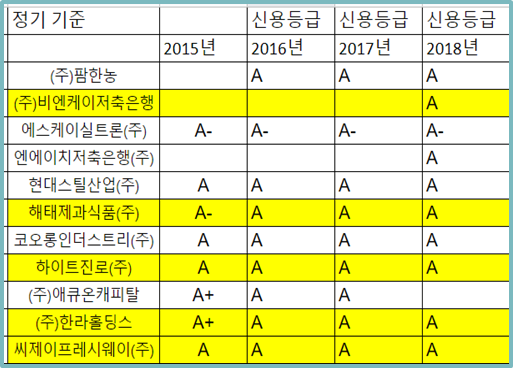 정기 기준 신용등급 신용등급 신용등급
2015년 2016년 2017년 2018년
(주)팜한농 A A A
(주)비엔케이저축은행 A
에스케이실트론(주) A- A- A- A-
엔에이치저축은행(주) A
현대스틸산업(주) A A A A
해태제과식품(주) A- A A A
코오롱인더스트리(주) A A A A
하이트진로(주) A A A A
(주)애큐온캐피탈 A+ A A
(주)한라홀딩스 A+ A A A
씨제이프레시웨이(주) A A A A